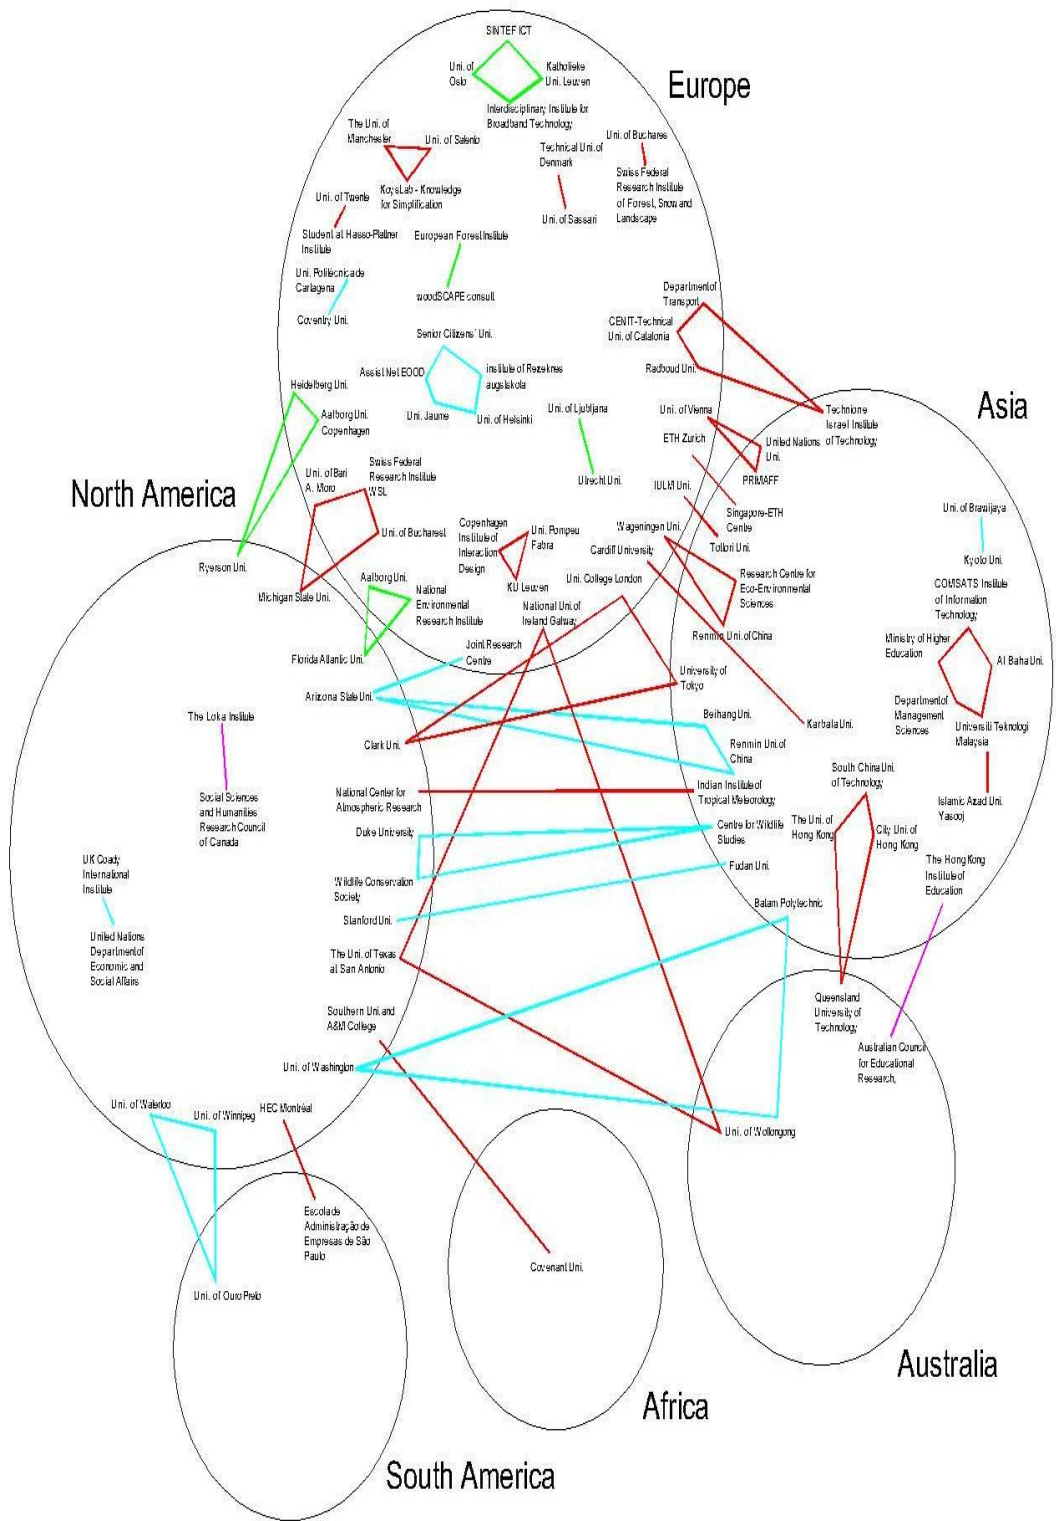 SINTEF ICT
Uni. of
Oslo
Katholieke
Uni. Leuven
Interdisciplinary Institute for
Broadband Technology
Europe
The Uni. of
Manchester
Uni. of Salento
KoysLab - Knowledge
for Simplification
Technical Uni. of
Denmark
Uni. of Sassari
Uni. of Buchares
Swiss Federal
Research Institute
of Forest, Snow and
Landscape
Uni. of Twente
Student at Hasso-Plattner
Institute
European Forest Institute
woodSCAPE consult
Uni. Politécnica de
Cartagena
Coventry Uni.
Senior Citizens' Uni.
Assist Net EOOD
institute of Rezeknes
augstskola
Uni. Jaume
Uni. of Helsinki
Department of
Transport
CENIT-Technical
Uni. of Catalonia
Radboud Uni.
Technione
Israel Institute
of Technology
Asia
Heidelberg Uni.
Aalborg Uni.
Copenhagen
Uni. of Ljubljana
Utrecht Uni.
Uni. of Vienna
United Nations
Uni.
PRIMAFF
ETH Zurich
Singapore-ETH
Centre
IULM Uni.
Tottori Uni.
North America
Uni. of Bari
A. Moro
Swiss Federal
Research Institute
WSL
Uni. of Bucharest
Ryerson Uni.
Michigan State Uni.
Copenhagen
Institute of
Interaction
Design
Uni. Pompeu
Fabra
KU Leuven
Wageningen Uni.
Cardiff University
Uni. College London
Research Centre for
Eco-Environmental
Sciences
Renmin Uni. of China
Uni. of Brawijaya
Kyoto Uni.
COMSATS Institute
of Information
Technology
Ministry of Higher
Education
Al Baha Uni.
Department of
Management
Sciences
Universiti Teknologi
Malaysia
Islamic Azad Uni.
Yasooj
Aalborg Uni.
National
Environmental
Research Institute
Florida Atlantic Uni.
National Uni. of
Ireland Galway
Joint Research
Centre
Arizona State Uni.
University of
Tokyo
Beihang Uni.
Renmin Uni. of
China
Karbala Uni.
The Loka Institute
Social Sciences
and Humanities
Research Council
of Canada
Clark Uni.
National Center for
Atmospheric Research
Indian Institute of
Tropical Meteorology
Duke University
Centre for Wildlife
Studies
Wildlife Conservation
Society
Fudan Uni.
Stanford Uni.
Batam Polytechnic
South China Uni.
of Technology
The Uni. of
Hong Kong
City Uni. of
Hong Kong
The Hong Kong
Institute of
Education
UK Coady
International
Institute
United Nations
Department of
Economic and
Social Affairs
The Uni. of Texas
at San Antonio
Southern Uni and
A&M College
Uni. of Washington
Queensland
University of
Technology
Australian Council
for Educational
Research,
Uni. of Waterloo
Uni. of Winnipeg
HEC Montréal
Uni. of Wollongong
Escola de
Administração de
Empresas de São
Paulo
Uni. of Ouro Preto
Covenant Uni.
Australia
Africa
South America